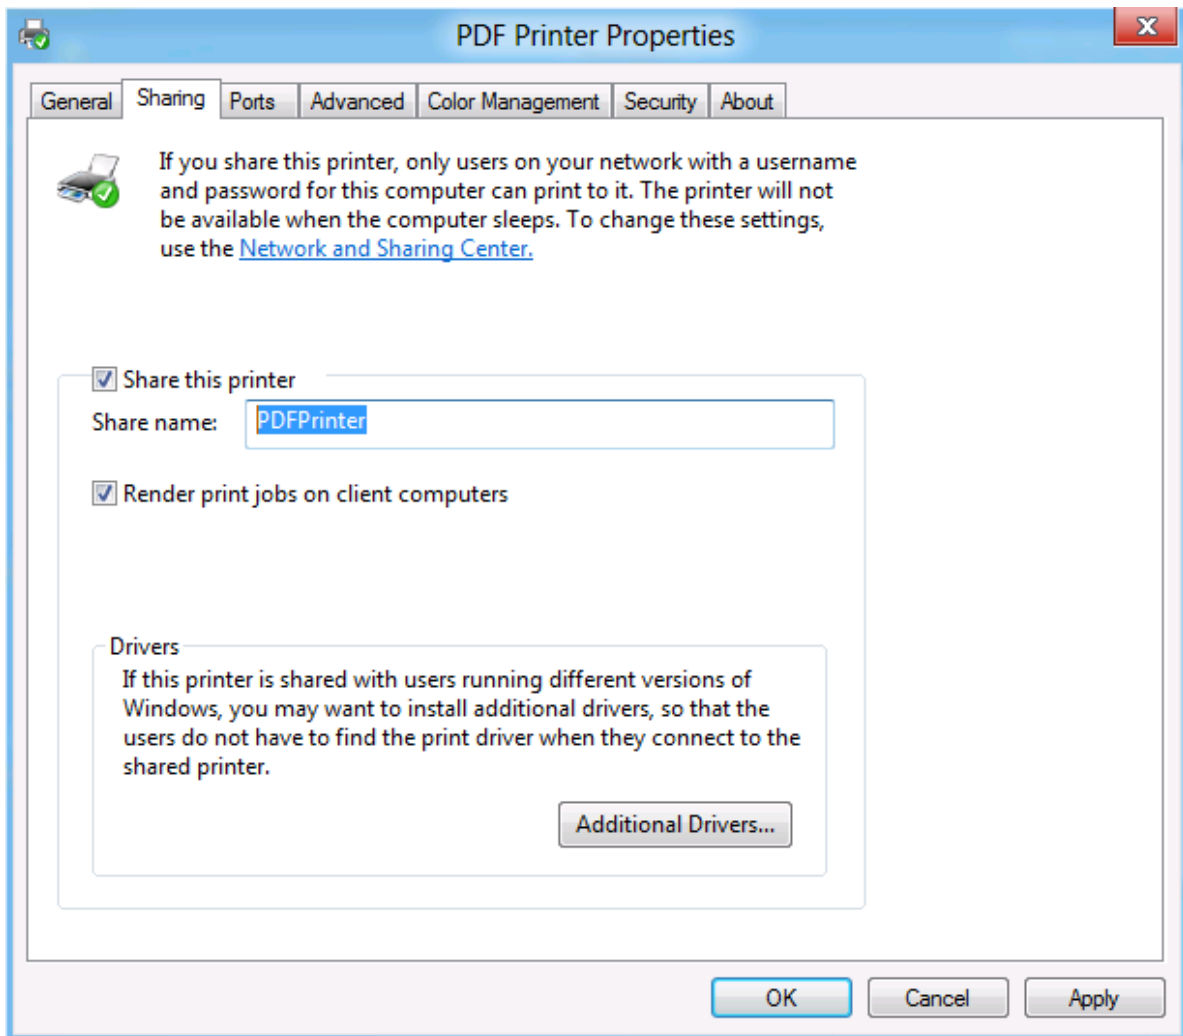 PDF Printer Properties
X
General Sharing Ports Advanced Color Management Security About
If you share this printer, only users on your network with a username
and password for this computer can print to it. The printer will not
be available when the computer sleeps. To change these settings,
use the Network and Sharing Center.
Share this printer
Share name: PDFPrinter
Render print jobs on client computers
Drivers
If this printer is shared with users running different versions of
Windows, you may want to install additional drivers, so that the
users do not have to find the print driver when they connect to the
shared printer.
Additional Drivers...
OK Cancel Apply